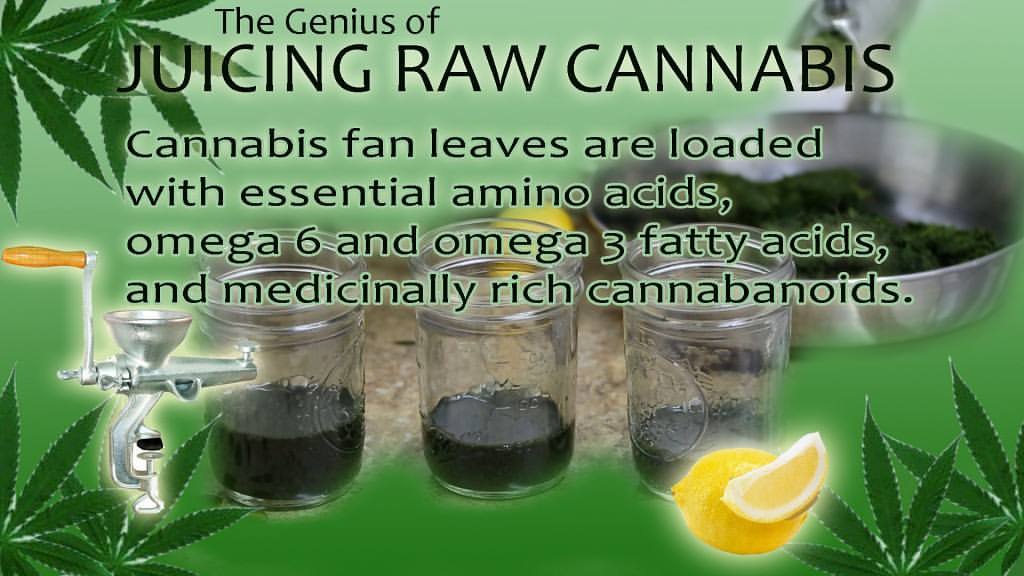 The Genius of
JUICING RAW CANNABIS
Cannabis fan leaves are loaded
with essential amino acids,
omega 6 and omega 3 fatty acids,
and medicinally rich cannabanoids.